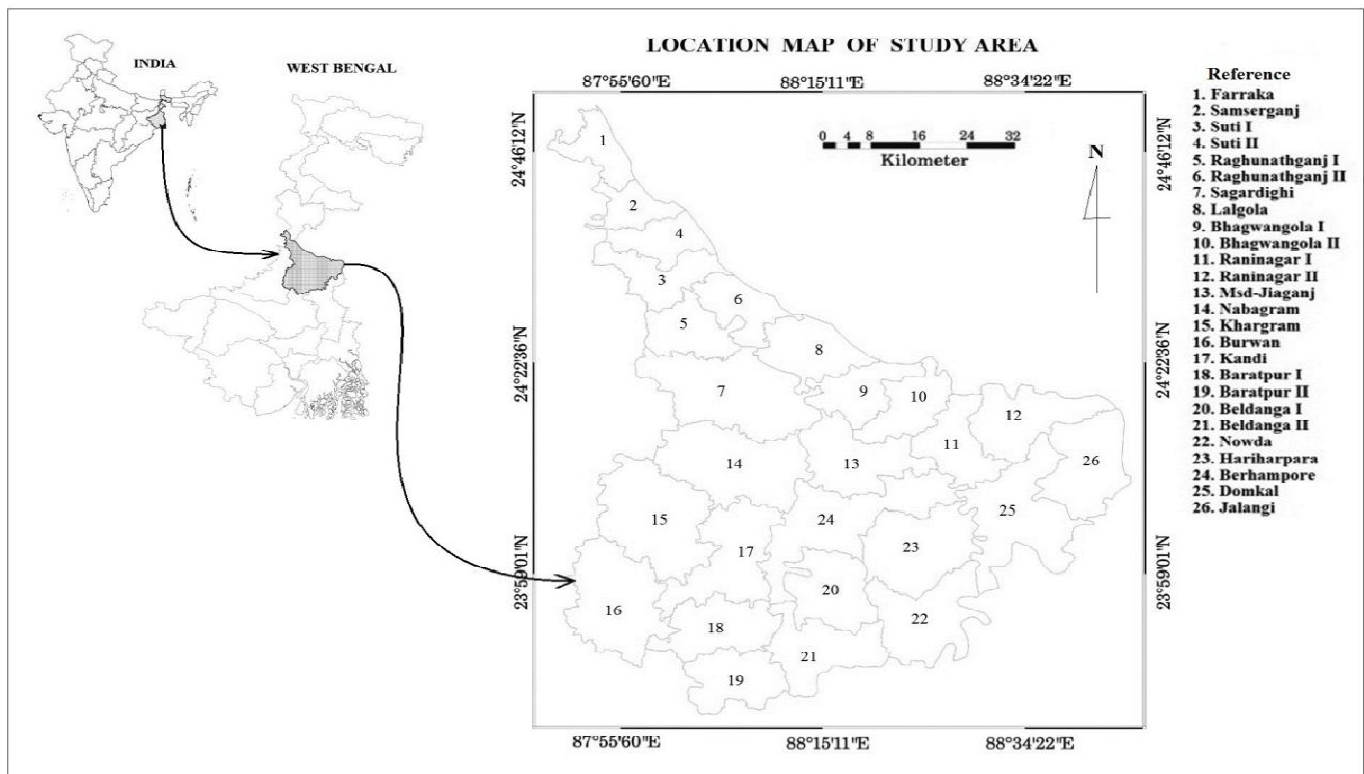 LOCATION MAP OF STUDY AREA
INDIA
WEST BENGAL
87°55'60"E 88°15'11"E 88°34'22"E
24°46'12"N
24°46'12"N
24°22'36"N
24°22'36"N
23°59'01"N
23°59'01"N
0 4 8 16 24 32
Kilometer
N
1
2
4
3
6
5
8
7
9
10
12
11
26
14
13
25
15
24
23
17
16
20
22
18
21
19
87°55'60"E 88°15'11"E 88°34'22"E
Reference
1. Farraka
2. Samserganj
3. Suti I
4. Suti II
5. Raghunathganj I
6. Raghunathganj II
7. Sagardighi
8. Lalgola
9. Bhagwangola I
10. Bhagwangola II
11. Raninagar I
12. Raninagar II
13. Msd-Jiaganj
14. Nabagram
15. Khargram
16. Burwan
17. Kandi
18. Baratpur I
19. Baratpur II
20. Beldanga I
21. Beldanga II
22. Nowda
23. Hariharpara
24. Berhampore
25. Domkal
26. Jalangi